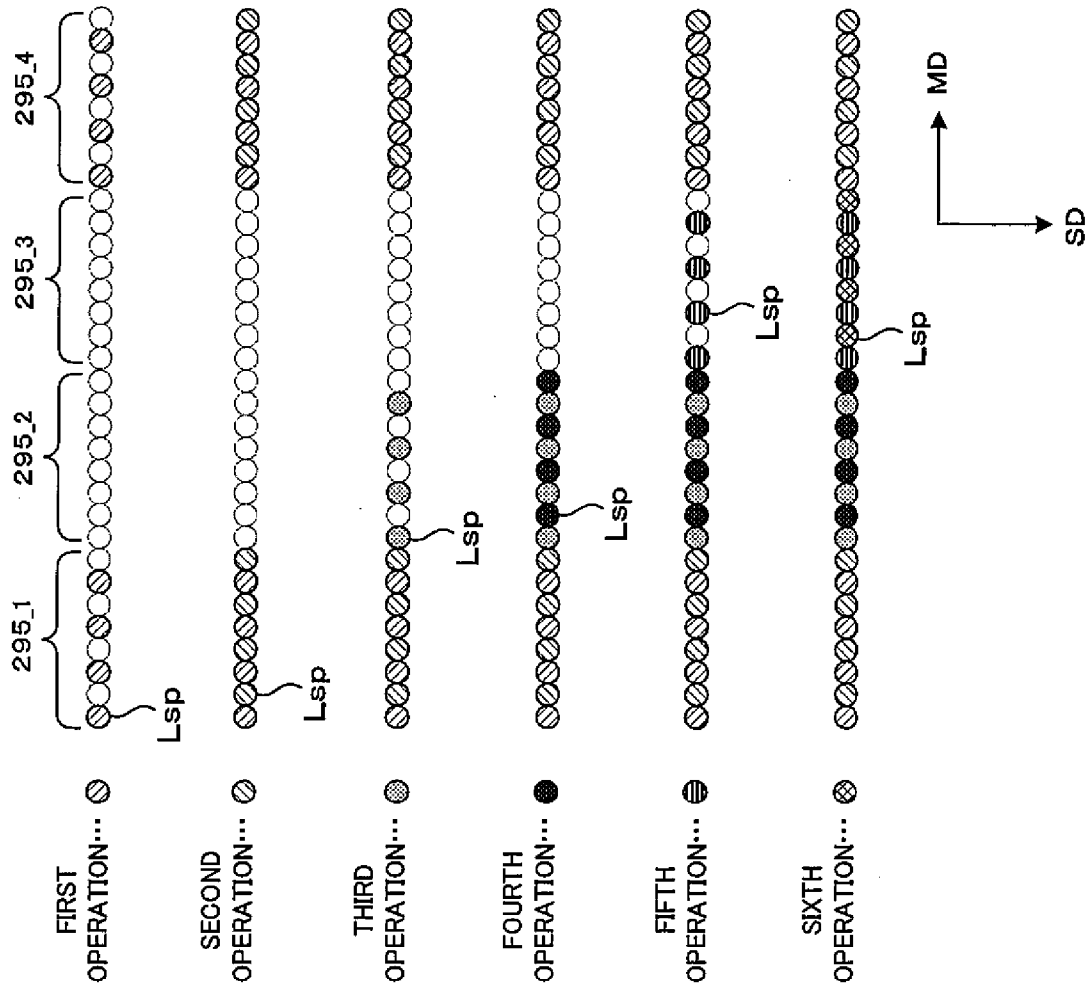 295_1
295_2
295_3
295_4
FIRST
OPERATION···
Lsp
SECOND
OPERATION···
Lsp
THIRD
OPERATION···
Lsp
FOURTH
OPERATION···
Lsp
FIFTH
OPERATION···
Lsp
SIXTH
OPERATION···
Lsp
MD
SD